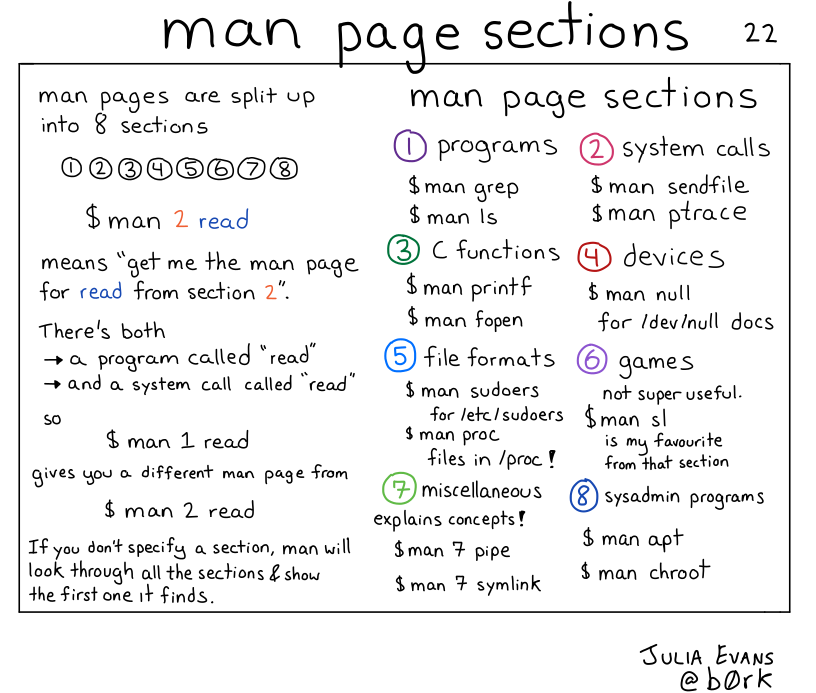 man page sections
22
man pages are split up
into 8 sections
1 2 3 4 5 6 7 8
$ man 2 read
means "get me the man page
for read from section 2".
There's both
→ a program called "read"
→ and a system call called "read"
so
$ man 1 read
gives you a different man page from
$ man 2 read
If you don't specify a section, man will
look through all the sections & show
the first one it finds.
man page sections
1 programs
$ man grep
$ man ls
2 system calls
$ man sendfile
$ man ptrace
3 C functions
$ man printf
$ man fopen
4 devices
$ man null
for /dev/null docs
5 file formats
$ man sudoers
for /etc/sudoers
$ man proc
files in /proc!
6 games
not super useful.
$ man sl
is my favourite
from that section
7 miscellaneous
explains concepts!
$ man 7 pipe
$ man 7 symlink
8 sysadmin programs
$ man apt
$ man chroot
JULIA EVANS
@b0rk